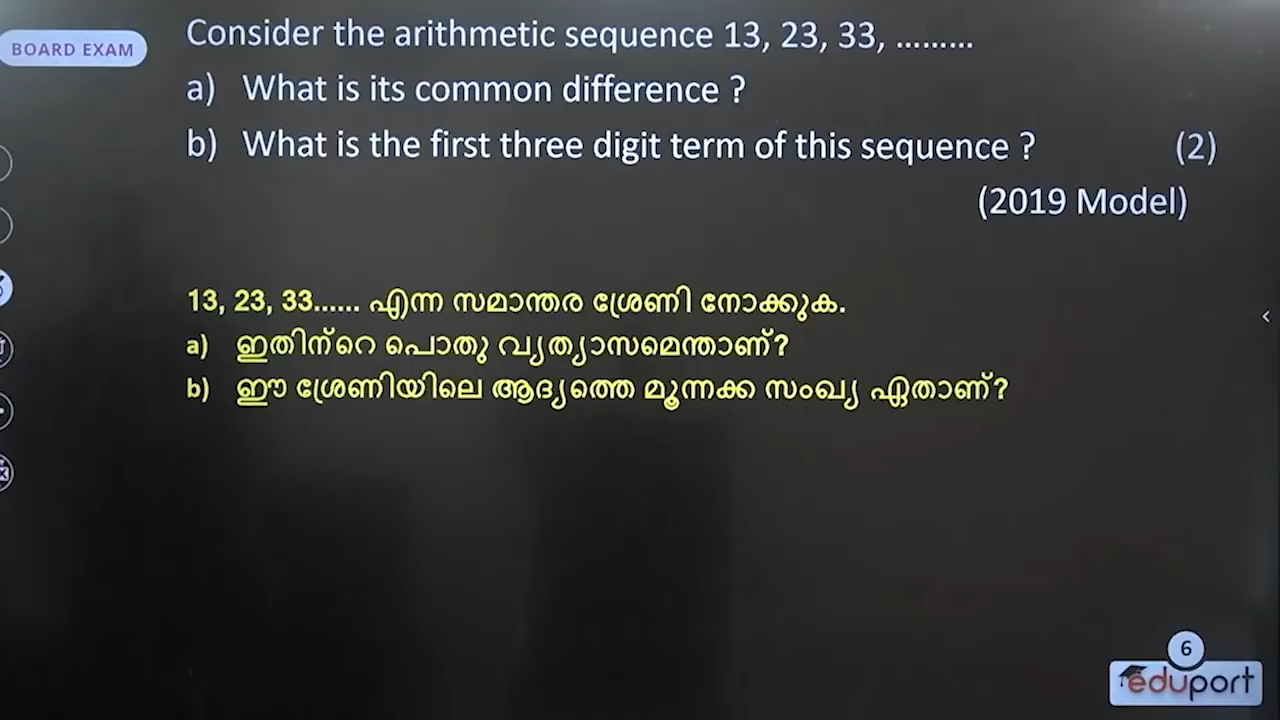 BOARD EXAM
Consider the arithmetic sequence 13, 23, 33, .........
a) What is its common difference ?
b) What is the first three digit term of this sequence ? (2)
(2019 Model)
13, 23, 33...... എന്ന സമാന്തര ശ്രേണി നോക്കുക.
a) ഇതിന്റെ പൊതു വ്യത്യാസമെന്താണ്?
b) ഈ ശ്രേണിയിലെ ആദ്യത്തെ മൂന്നക്ക സംഖ്യ ഏതാണ്?
6
eduport